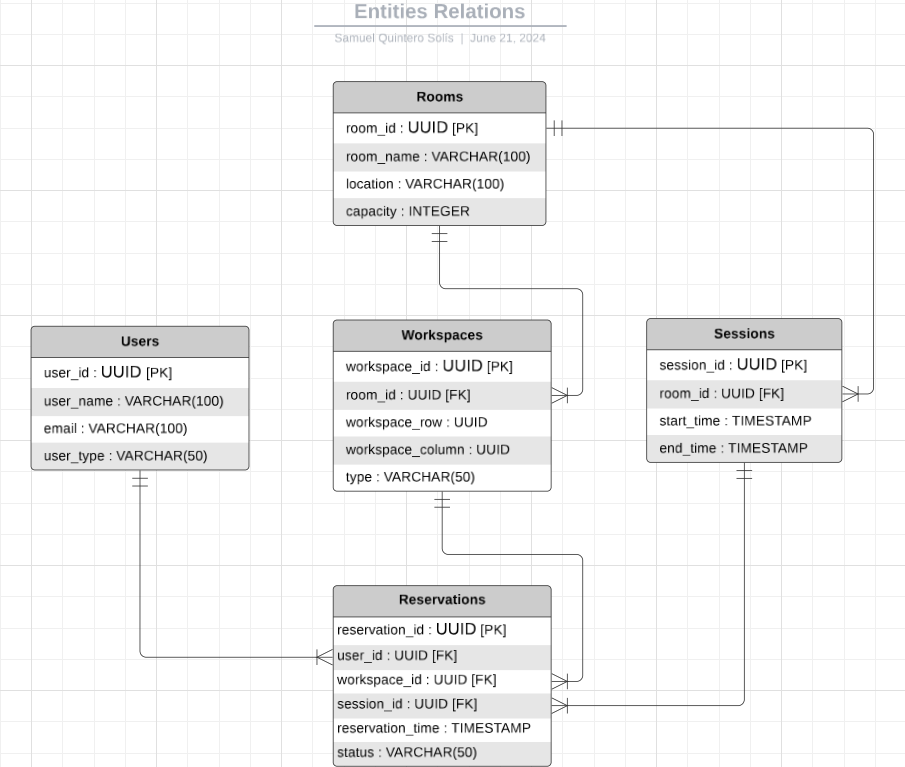 Entities Relations
Samuel Quintero Solís | June 21, 2024
Rooms
room_id : UUID [PK]
room_name : VARCHAR(100)
location : VARCHAR(100)
capacity : INTEGER
Users
user_id : UUID [PK]
user_name : VARCHAR(100)
email : VARCHAR(100)
user_type : VARCHAR(50)
Workspaces
workspace_id : UUID [PK]
room_id : UUID [FK]
workspace_row : UUID
workspace_column : UUID
type : VARCHAR(50)
Sessions
session_id : UUID [PK]
room_id : UUID [FK]
start_time : TIMESTAMP
end_time : TIMESTAMP
Reservations
reservation_id : UUID [PK]
user_id : UUID [FK]
workspace_id : UUID [FK]
session_id : UUID [FK]
reservation_time : TIMESTAMP
status : VARCHAR(50)